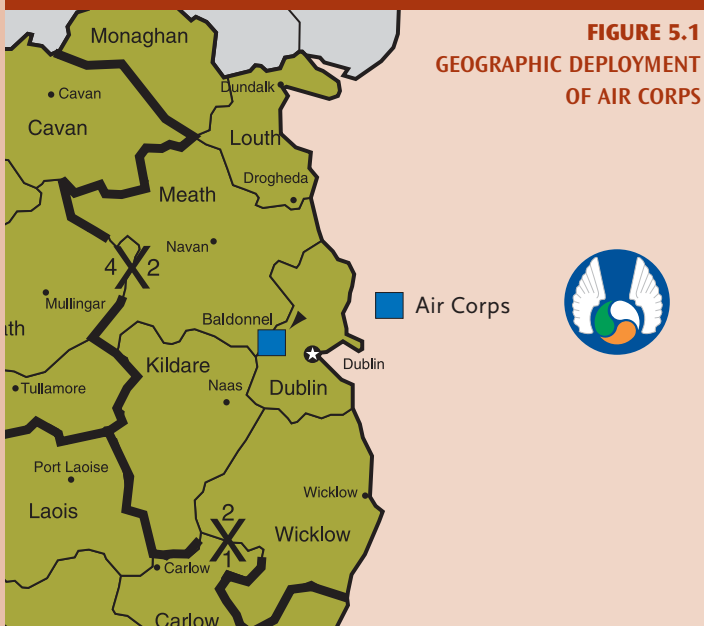 FIGURE 5.1
GEOGRAPHIC DEPLOYMENT
OF AIR CORPS
Monaghan
Cavan
Cavan
Dundalk
Louth
Drogheda
Meath
Navan
4 X 2
Mullingar
ath
Baldonnel
Air Corps
Kildare
Dublin
Tullamore
Naas
Dublin
Port Laoise
Laois
Wicklow
2
X
1
Wicklow
Carlow
Carlow